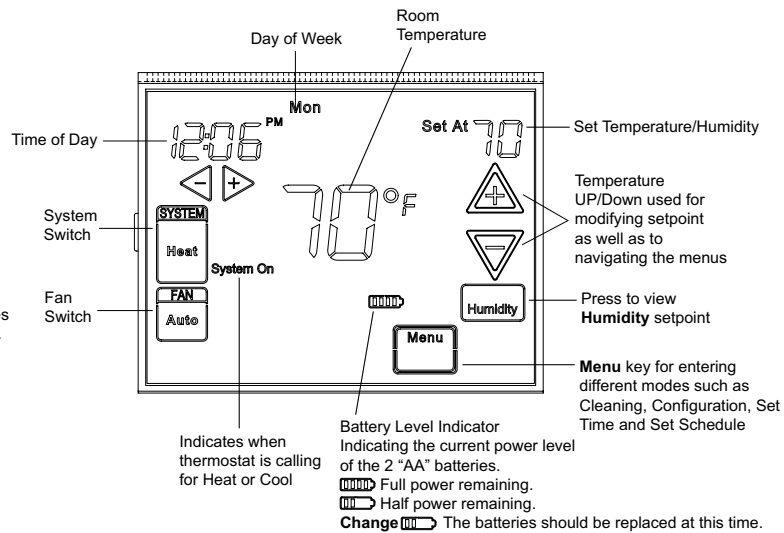 Room
Temperature
Day of Week
Mon
Time of Day
12:06 PM
Set At 70
Set Temperature/Humidity
70 °F
Temperature
UP/Down used for
modifying setpoint
as well as to
navigating the menus
System
Switch
SYSTEM
Heat
System On
Fan
Switch
FAN
Auto
es
Humidity
Press to view
Humidity setpoint
Menu
Menu key for entering
different modes such as
Cleaning, Configuration, Set
Time and Set Schedule
Indicates when
thermostat is calling
for Heat or Cool
Battery Level Indicator
Indicating the current power level
of the 2 “AA” batteries.
Full power remaining.
Half power remaining.
Change The batteries should be replaced at this time.